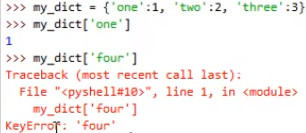 >>> my_dict = {'one':1, 'two':2, 'three':3}
>>> my_dict['one']
1
>>> my_dict['four']
Traceback (most recent call last):
  File "<pyshell#10>", line 1, in <module>
    my_dict['four']
KeyError: 'four'